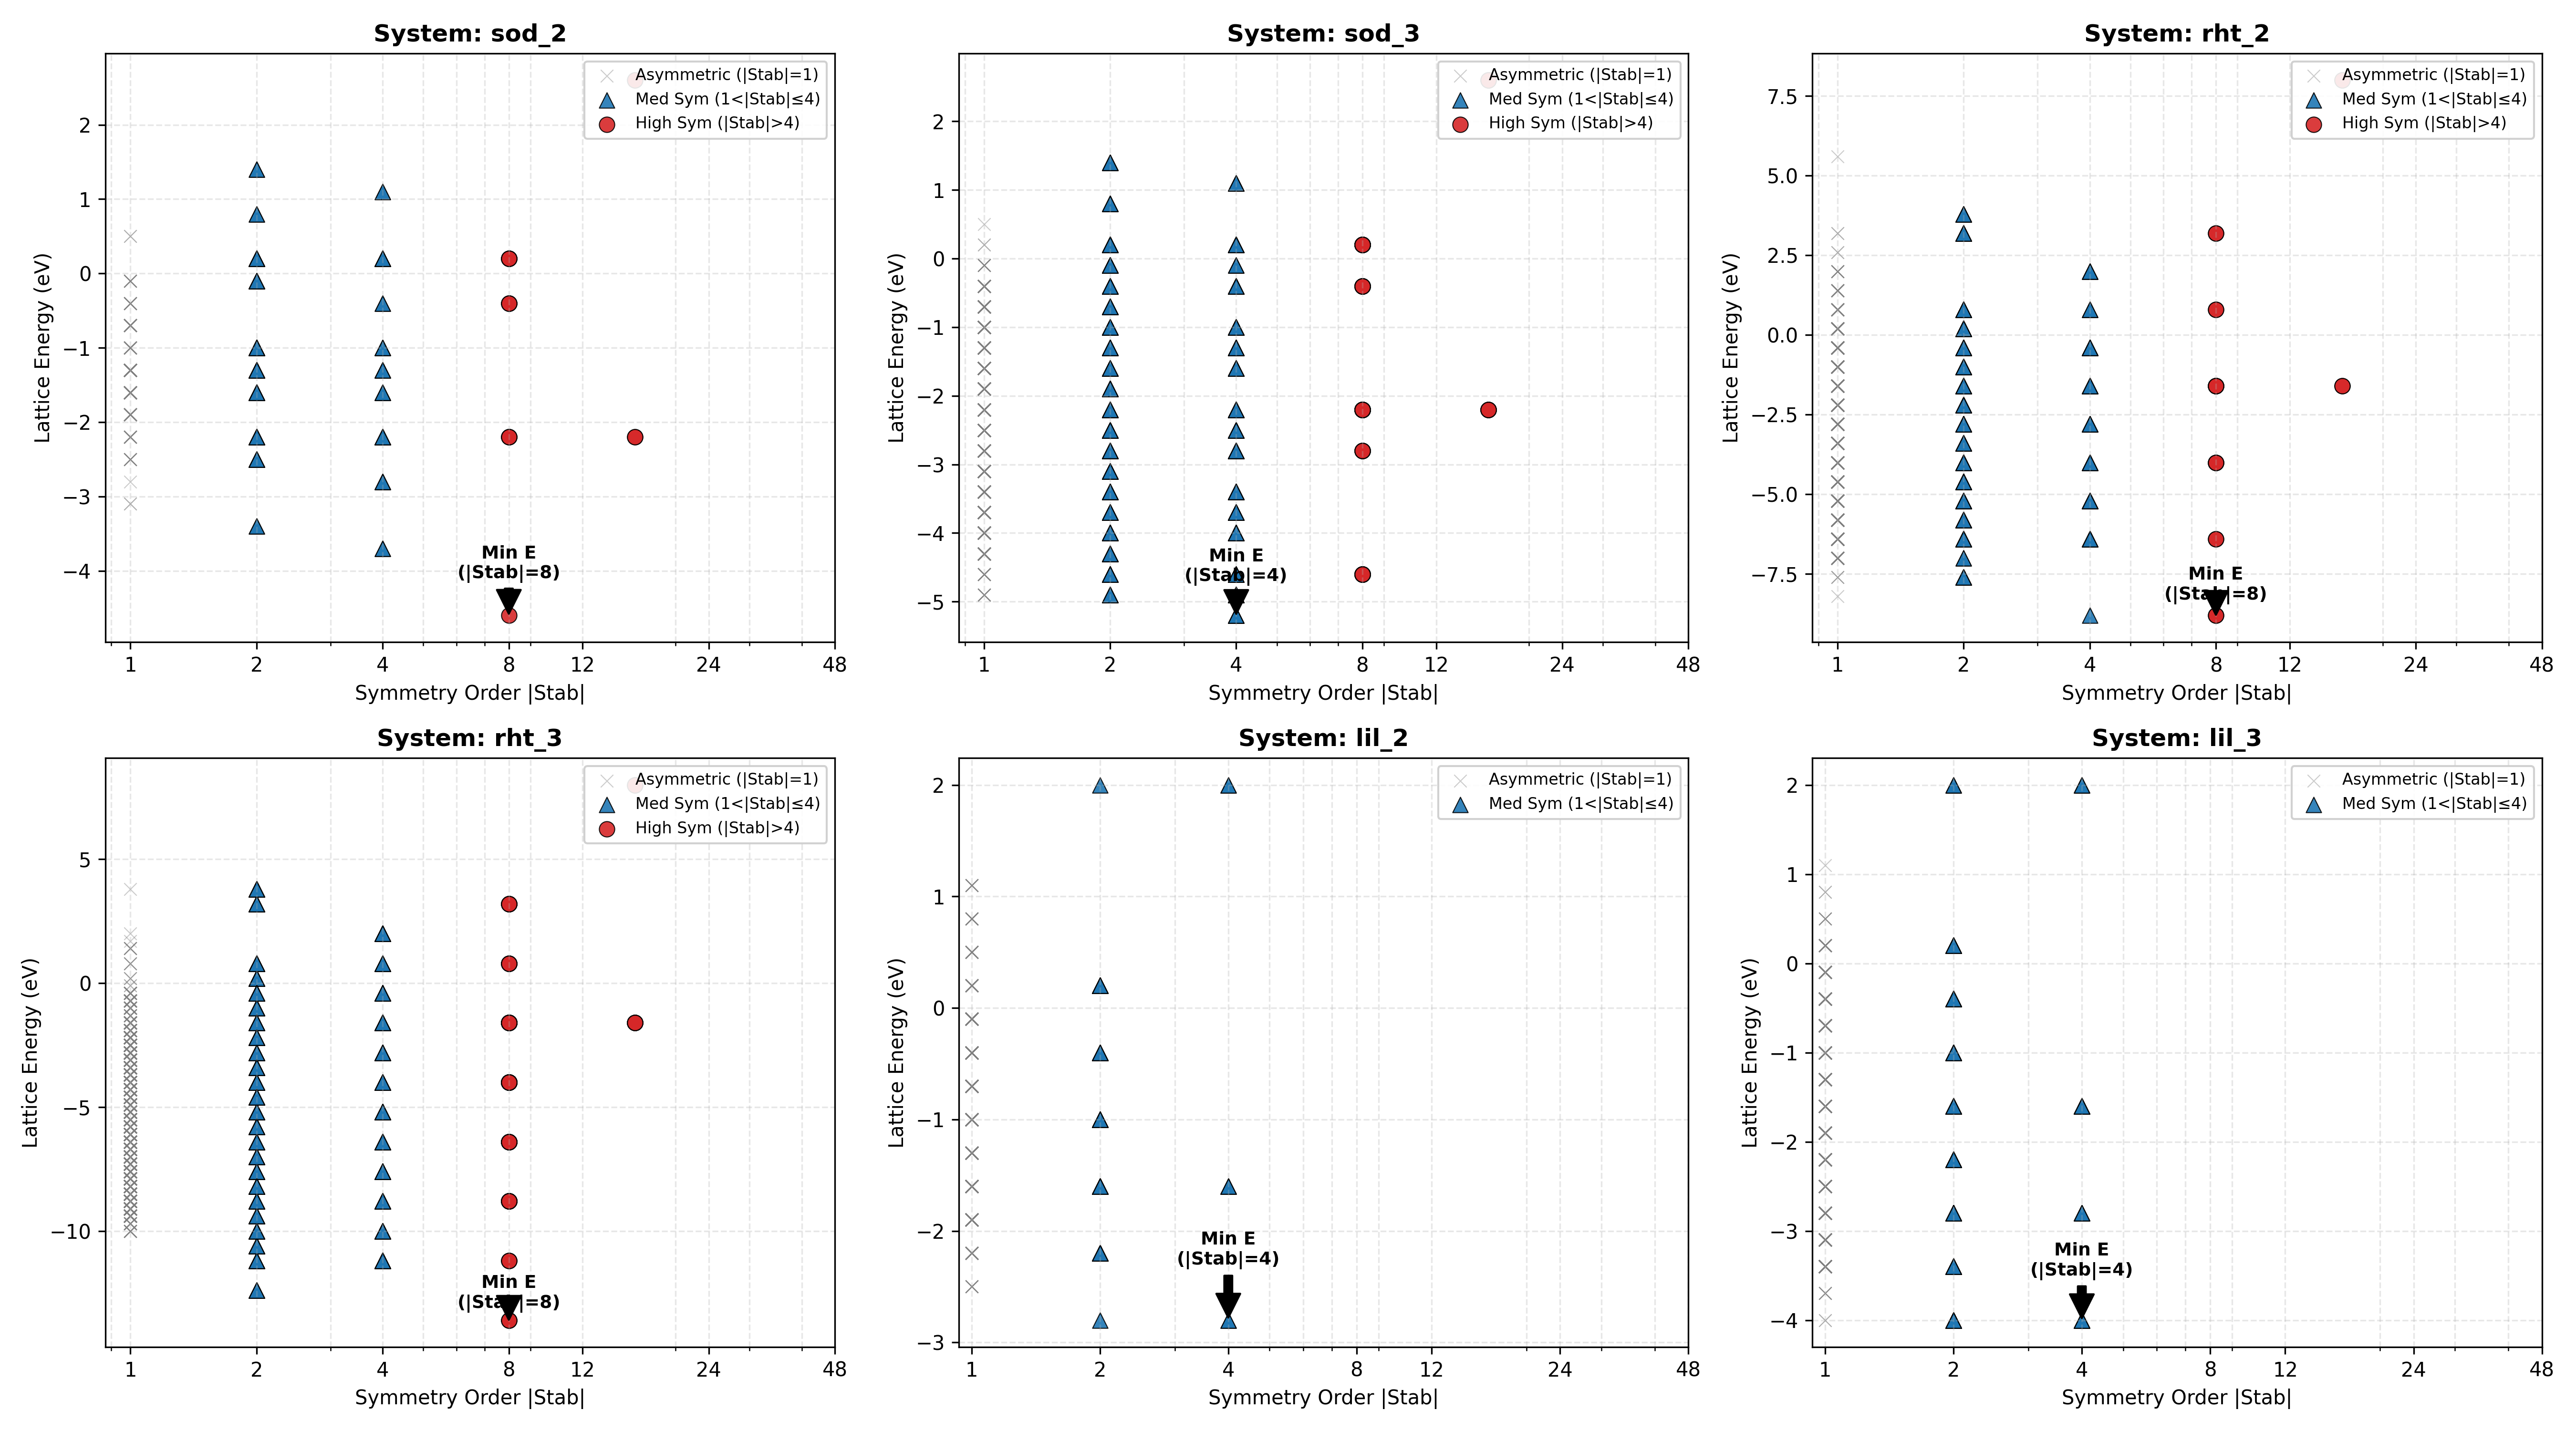 System: sod_2
Asymmetric (|Stab|=1)
Med Sym (1<|Stab|≤4)
High Sym (|Stab|>4)
Lattice Energy (eV)
2
1
0
−1
−2
−3
−4
Min E
(|Stab|=8)
1 2 4 8 12 24 48
Symmetry Order |Stab|
System: sod_3
Asymmetric (|Stab|=1)
Med Sym (1<|Stab|≤4)
High Sym (|Stab|>4)
Lattice Energy (eV)
2
1
0
−1
−2
−3
−4
−5
Min E
(|Stab|=4)
1 2 4 8 12 24 48
Symmetry Order |Stab|
System: rht_2
Asymmetric (|Stab|=1)
Med Sym (1<|Stab|≤4)
High Sym (|Stab|>4)
Lattice Energy (eV)
7.5
5.0
2.5
0.0
−2.5
−5.0
−7.5
Min E
(|Stab|=8)
1 2 4 8 12 24 48
Symmetry Order |Stab|
System: rht_3
Asymmetric (|Stab|=1)
Med Sym (1<|Stab|≤4)
High Sym (|Stab|>4)
Lattice Energy (eV)
5
0
−5
−10
Min E
(|Stab|=8)
1 2 4 8 12 24 48
Symmetry Order |Stab|
System: lil_2
Asymmetric (|Stab|=1)
Med Sym (1<|Stab|≤4)
Lattice Energy (eV)
2
1
0
−1
−2
−3
Min E
(|Stab|=4)
1 2 4 8 12 24 48
Symmetry Order |Stab|
System: lil_3
Asymmetric (|Stab|=1)
Med Sym (1<|Stab|≤4)
Lattice Energy (eV)
2
1
0
−1
−2
−3
−4
Min E
(|Stab|=4)
1 2 4 8 12 24 48
Symmetry Order |Stab|